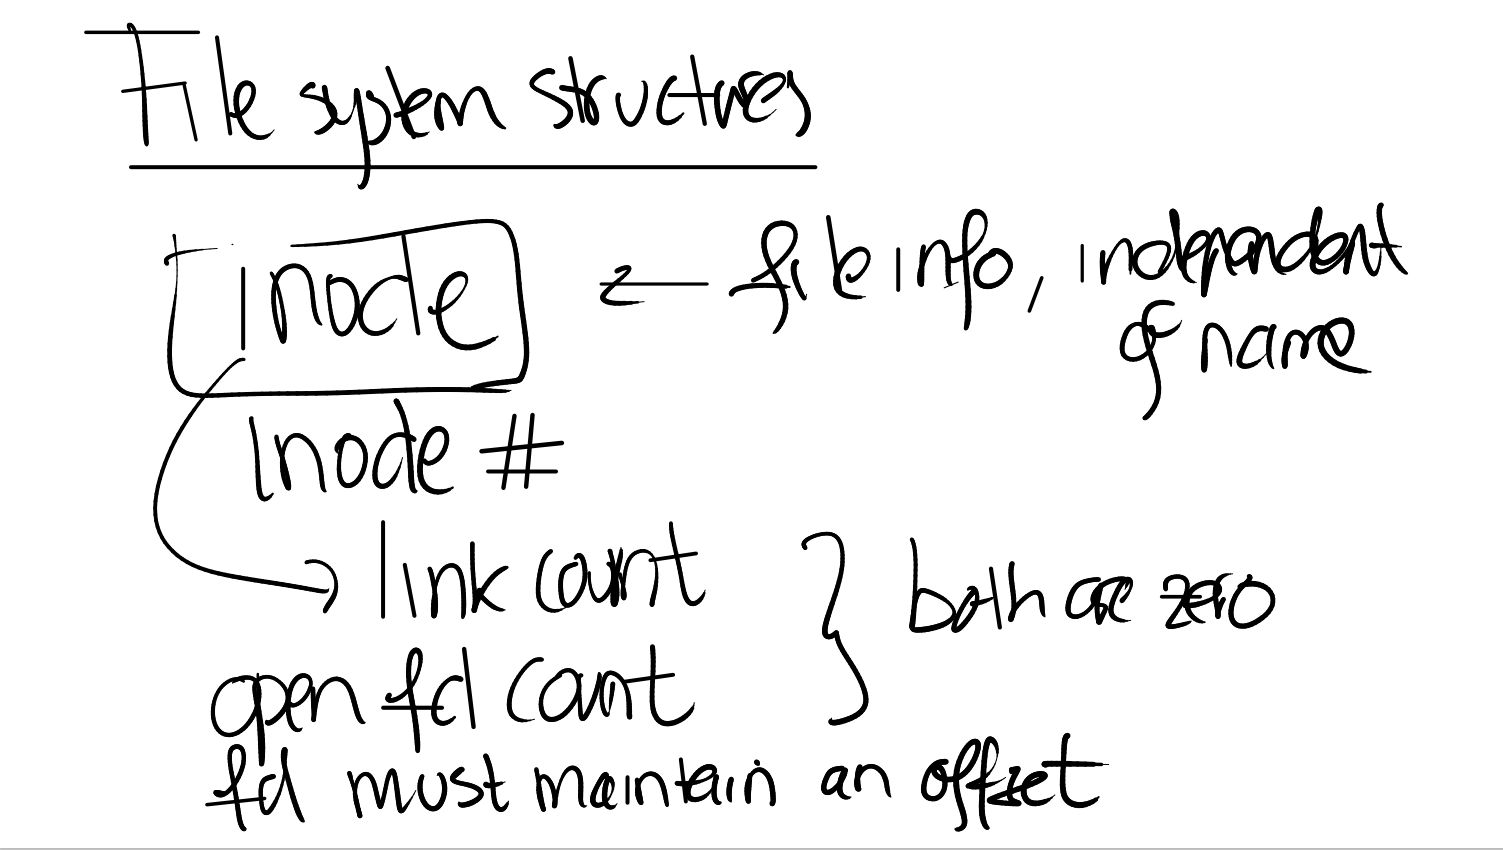 File system structures
inode ← file info, independent
of name
Inode #
link count } both are zero
open fd count
fd must maintain an offset